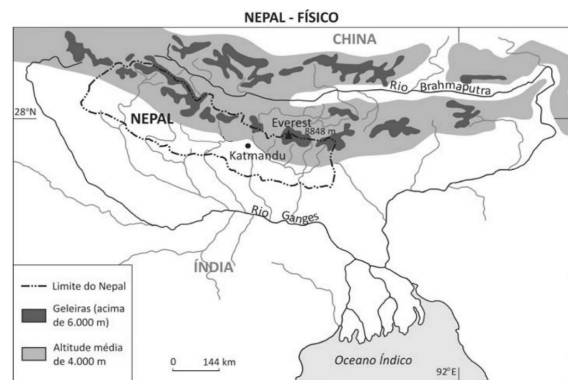 NEPAL - FÍSICO
CHINA
Rio Brahmaputra
28°N
NEPAL
Everest
8848 m
Katmandu
Rio Ganges
ÍNDIA
Limite do Nepal
Geleiras (acima
de 6.000 m)
Altitude média
de 4.000 m
0 144 km
Oceano Índico
92°E